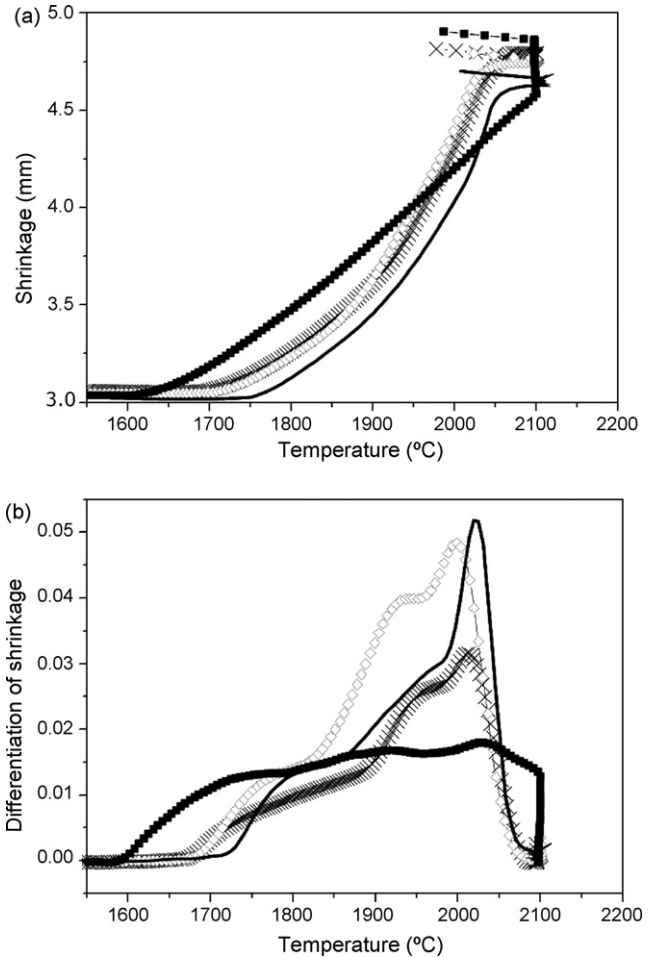 (a)
5.0
4.5
4.0
3.5
3.0
Shrinkage (mm)
1600 1700 1800 1900 2000 2100 2200
Temperature (ºC)
(b)
0.05
0.04
0.03
0.02
0.01
0.00
Differentiation of shrinkage
1600 1700 1800 1900 2000 2100 2200
Temperature (ºC)